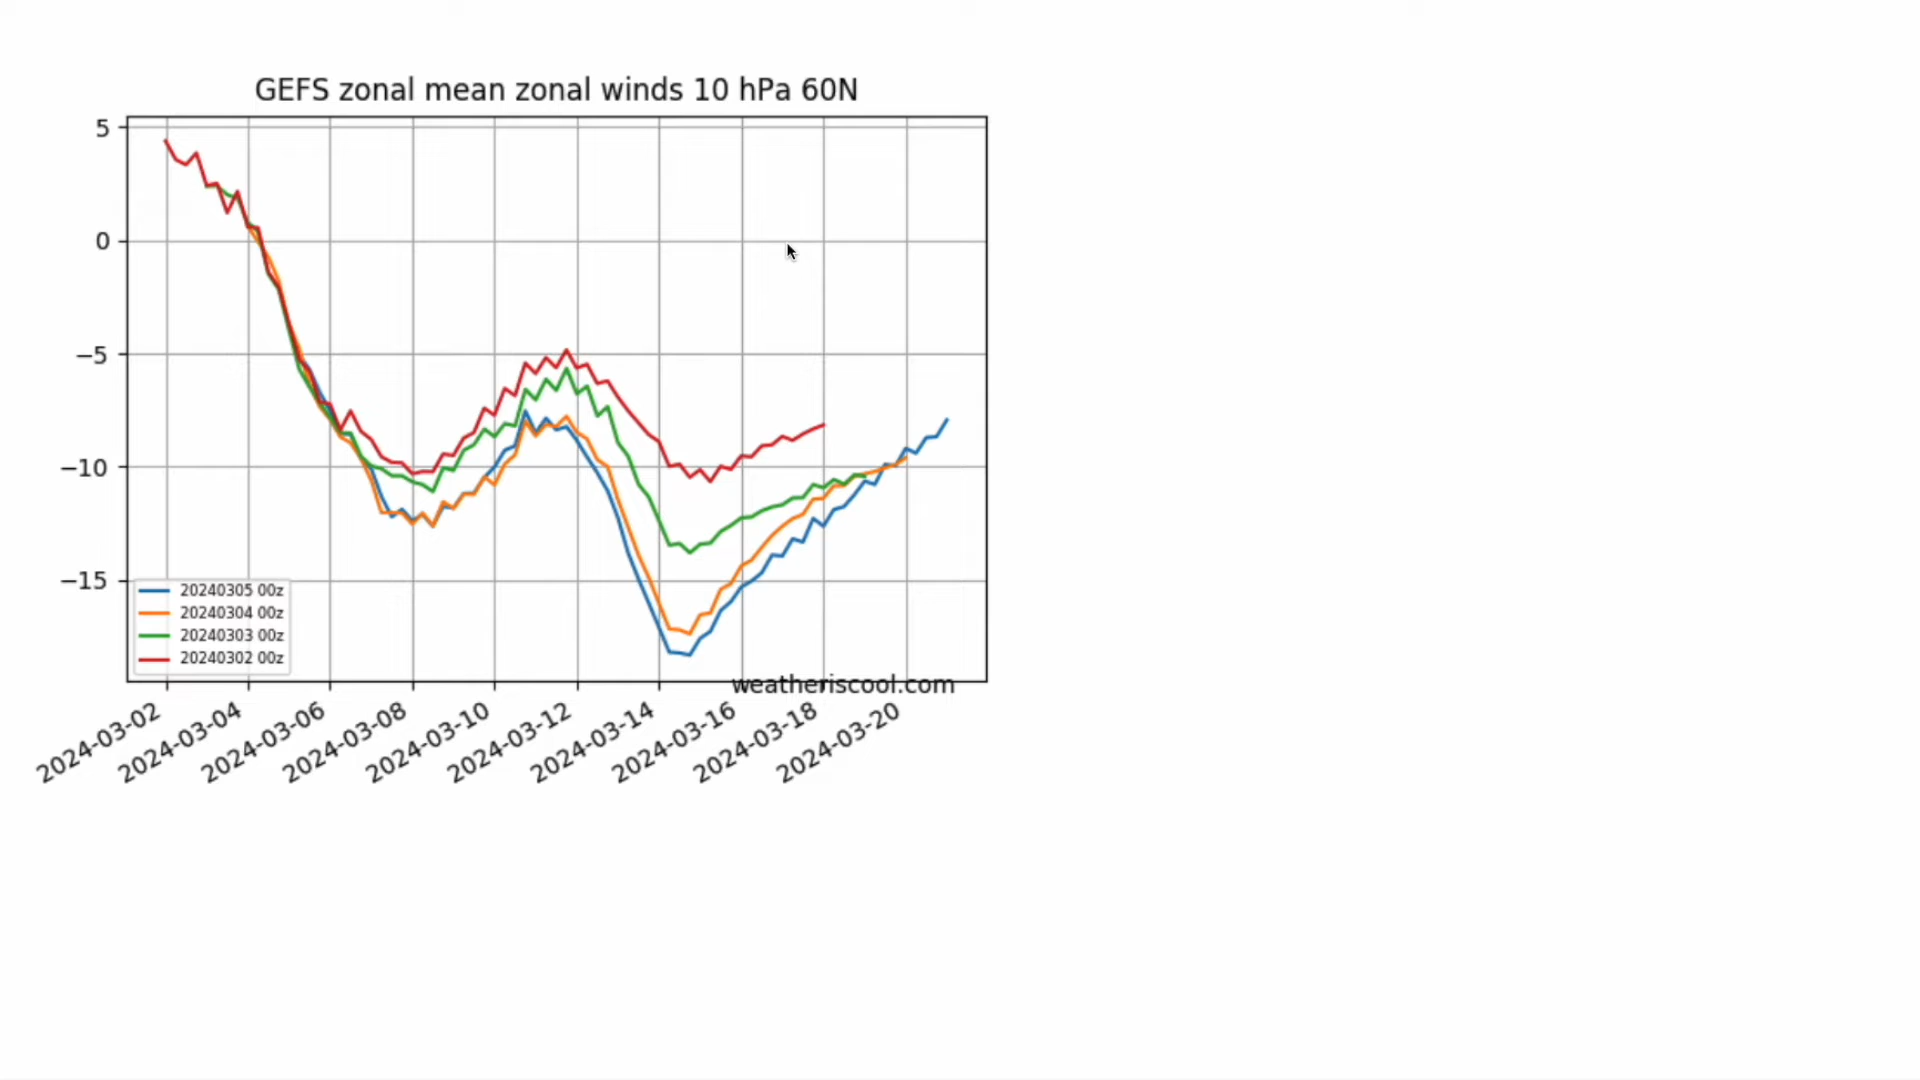 GEFS zonal mean zonal winds 10 hPa 60N
5
0
−5
−10
−15
20240305 00z
20240304 00z
20240303 00z
20240302 00z
weatheriscool.com
2024-03-02
2024-03-04
2024-03-06
2024-03-08
2024-03-10
2024-03-12
2024-03-14
2024-03-16
2024-03-18
2024-03-20